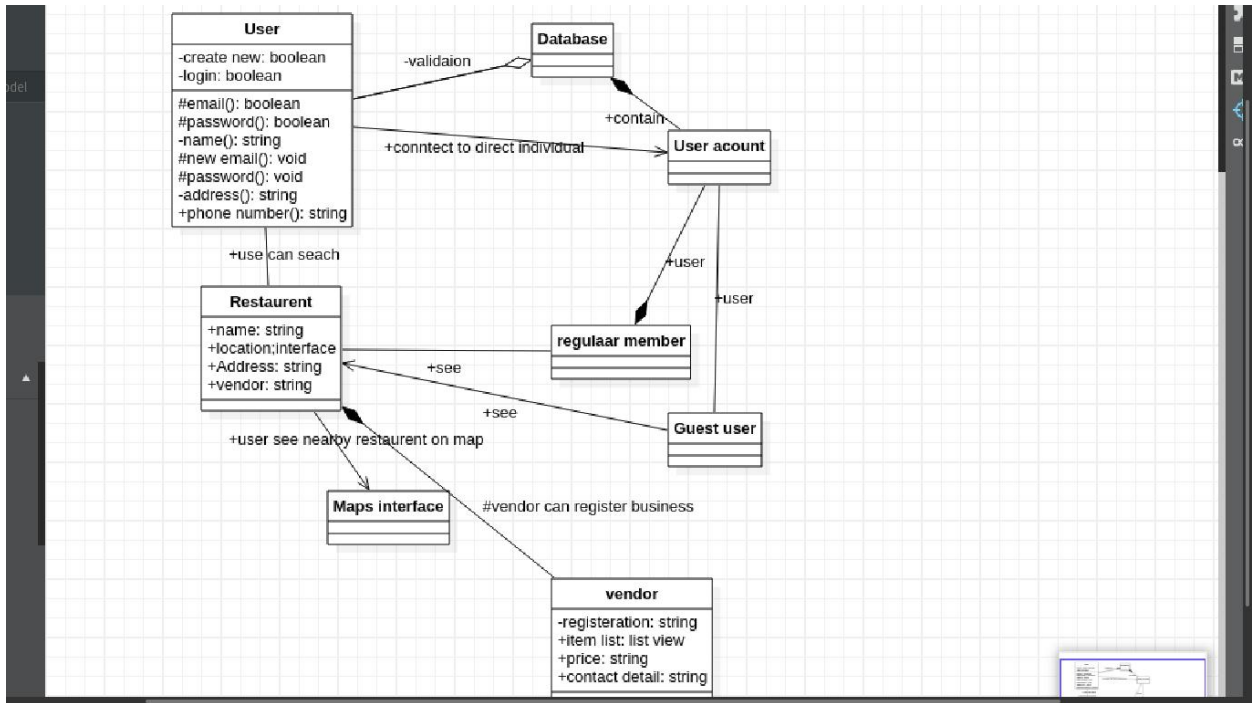 User
-create new: boolean
-login: boolean
#email(): boolean
#password(): boolean
-name(): string
#new email(): void
#password(): void
-address(): string
+phone number(): string
Database
-validaion
+contain
+conntect to direct individual
User acount
+use can seach
+user
+user
Restaurent
+name: string
+location;interface
+Address: string
+vendor: string
regulaar member
+see
+see
Guest user
+user see nearby restaurent on map
Maps interface
#vendor can register business
vendor
-registeration: string
+item list: list view
+price: string
+contact detail: string
odel
M